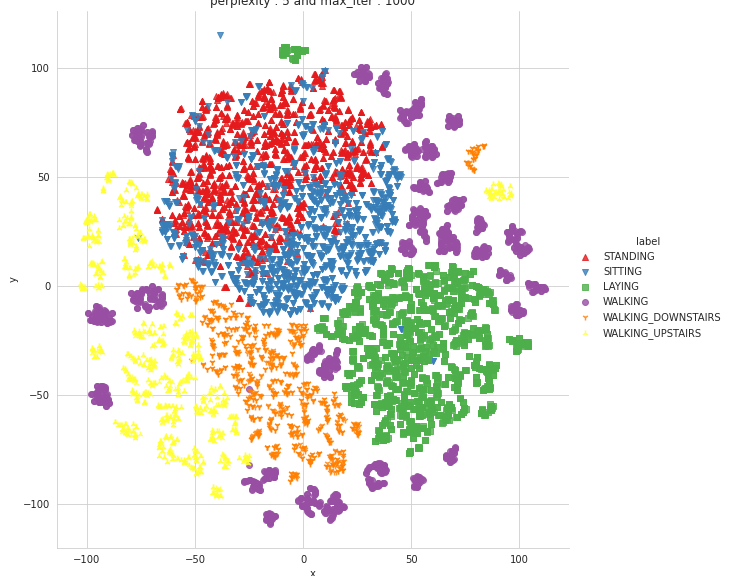 perplexity : 5 and max_iter : 1000
100
50
0
−50
−100
y
−100
−50
0
50
100
x
label
STANDING
SITTING
LAYING
WALKING
WALKING_DOWNSTAIRS
WALKING_UPSTAIRS